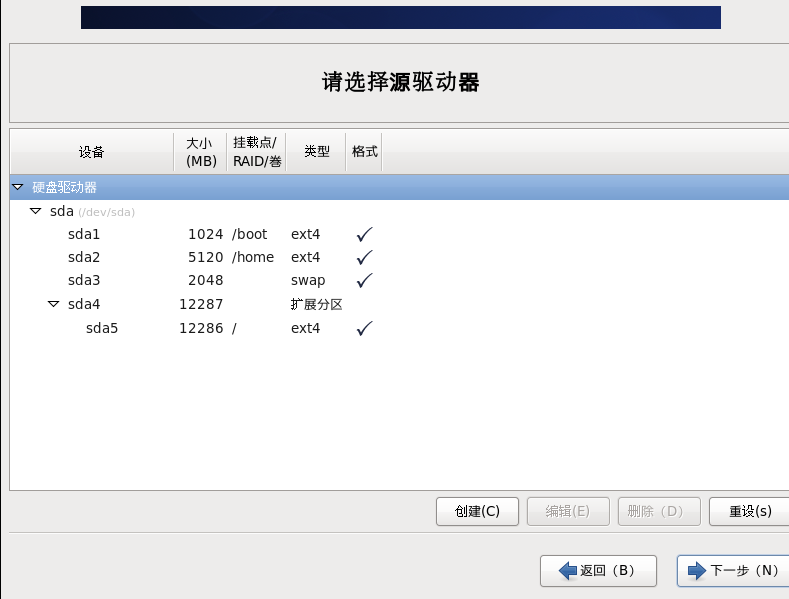 请选择源驱动器
设备 大小 (MB) 挂载点/ RAID/卷 类型 格式
硬盘驱动器
sda (/dev/sda)
sda1 1024 /boot ext4
sda2 5120 /home ext4
sda3 2048 swap
sda4 12287 扩展分区
sda5 12286 / ext4
创建(C) 编辑(E) 删除（D） 重设(s)
返回（B） 下一步（N）